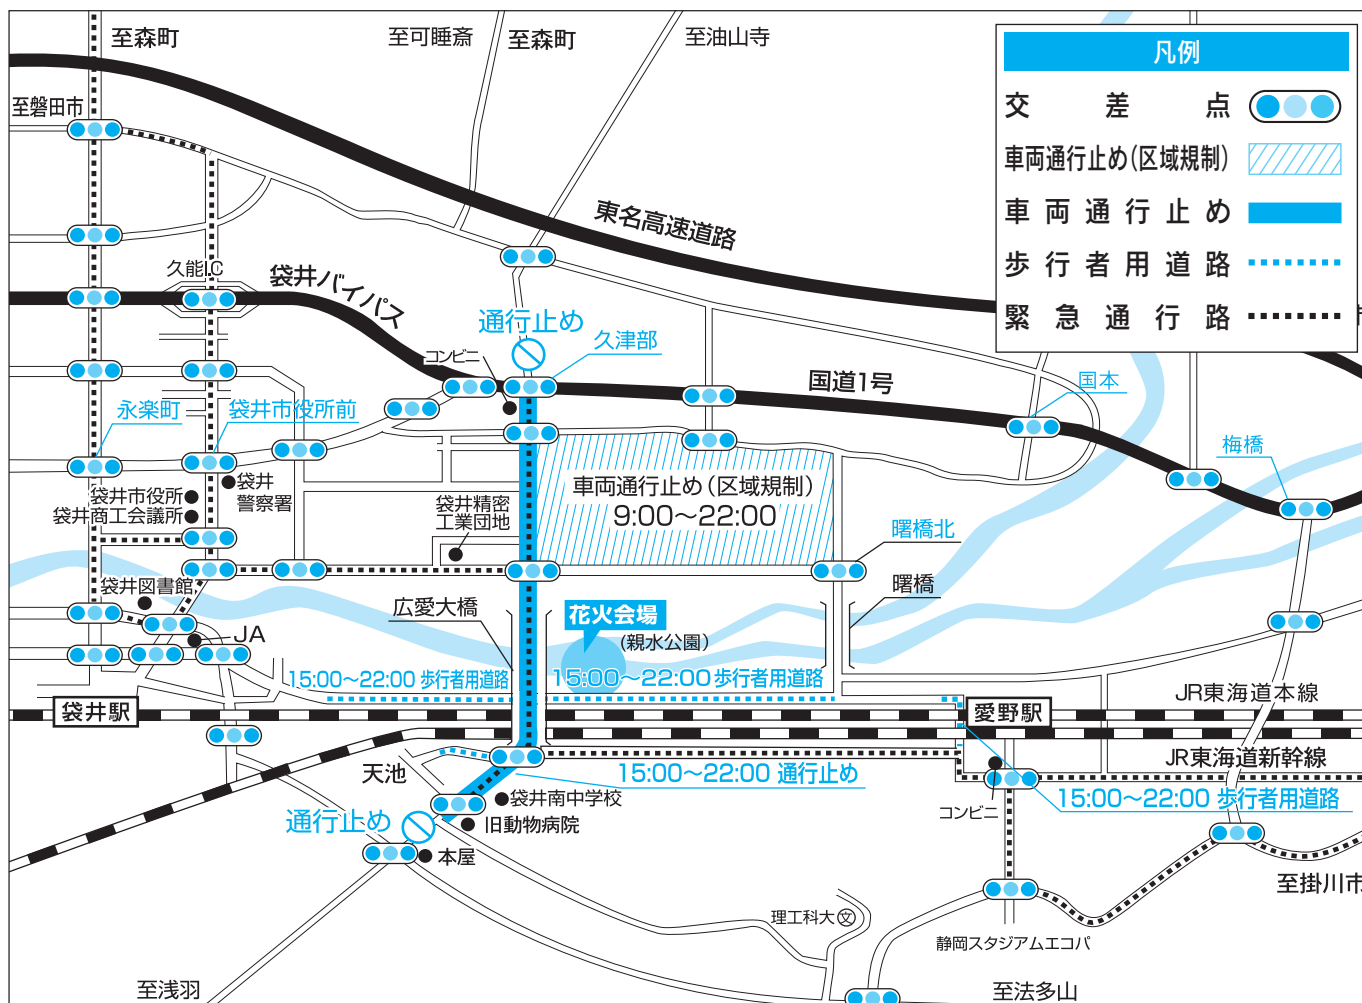 至森町
至可睡斎
至森町
至油山寺
凡例
交差点
車両通行止め(区域規制)
車両通行止め
歩行者用道路
緊急通行路
至磐田市
東名高速道路
久能IC
袋井バイパス
通行止め
久津部
コンビニ
国道1号
国本
永楽町
袋井市役所前
梅橋
袋井
警察署
袋井市役所
袋井商工会議所
袋井精密
工業団地
車両通行止め(区域規制)
9:00～22:00
曙橋北
曙橋
袋井図書館
JA
広愛大橋
花火会場
(親水公園)
15:00～22:00 歩行者用道路
15:00～22:00 歩行者用道路
袋井駅
愛野駅
JR東海道本線
JR東海道新幹線
天池
15:00～22:00 通行止め
15:00～22:00 歩行者用道路
コンビニ
袋井南中学校
旧動物病院
通行止め
本屋
至掛川市
理工科大
文
静岡スタジアムエコパ
至浅羽
至法多山